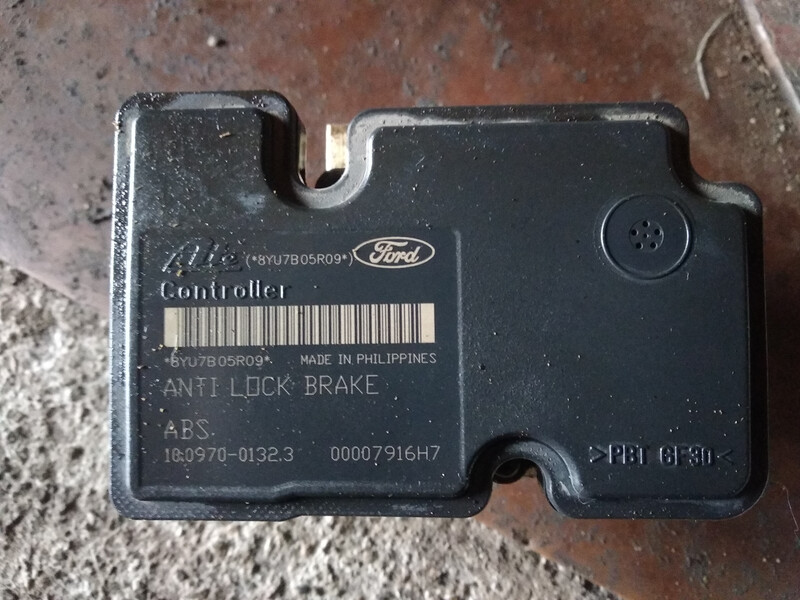 Ate (*8YU7B05R09*) Ford
Controller
*8YU7B05R09* MADE IN PHILIPPINES
ANTI LOCK BRAKE
ABS
10.0970-0132.3 00007916H7
>PBT GF30<